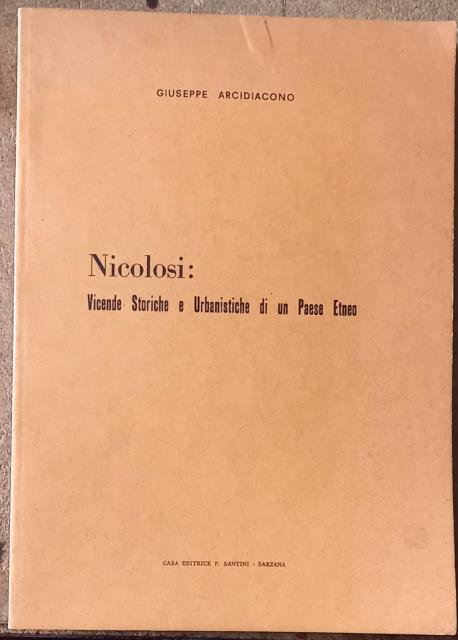 GIUSEPPE ARCIDIACONO
Nicolosi:
Vicende Storiche e Urbanistiche di un Paese Etneo
CASA EDITRICE P. SANTINI - SARZANA